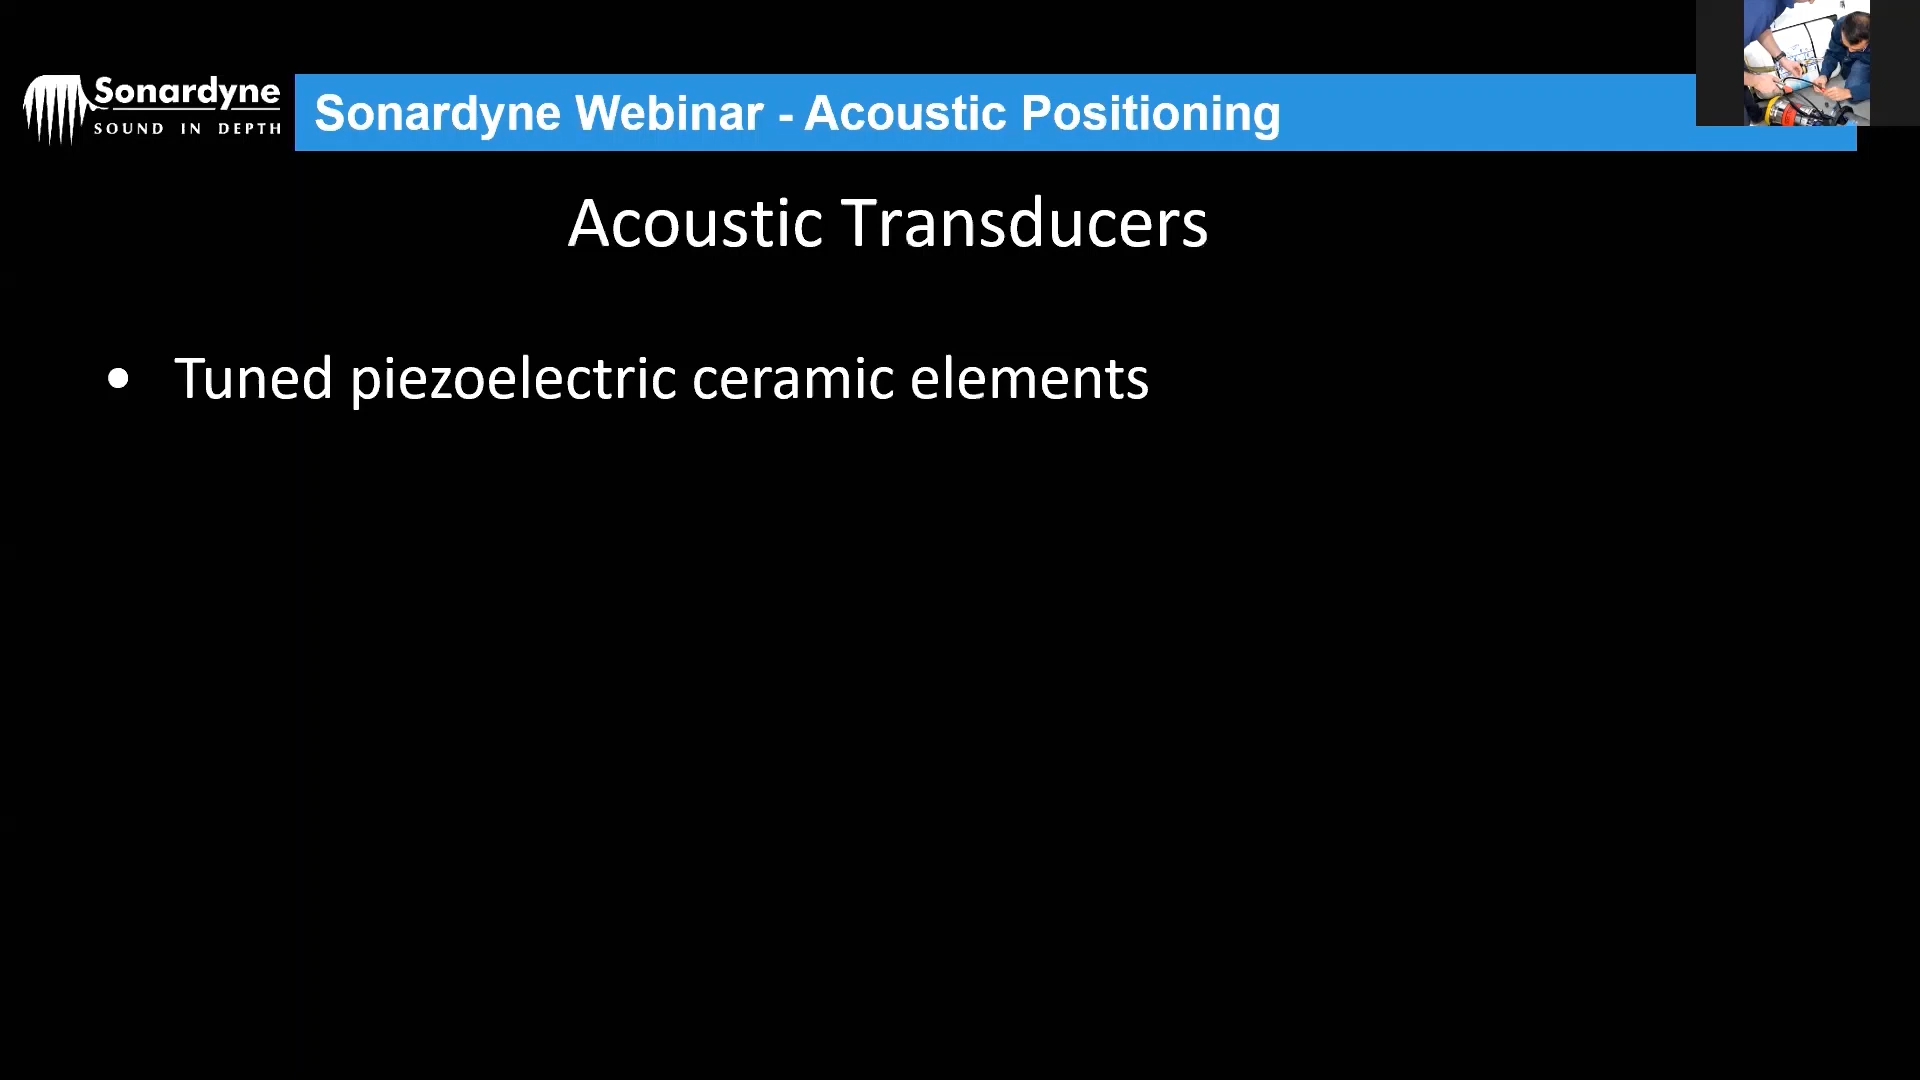 Sonardyne
SOUND IN DEPTH
Sonardyne Webinar - Acoustic Positioning
Acoustic Transducers
• Tuned piezoelectric ceramic elements